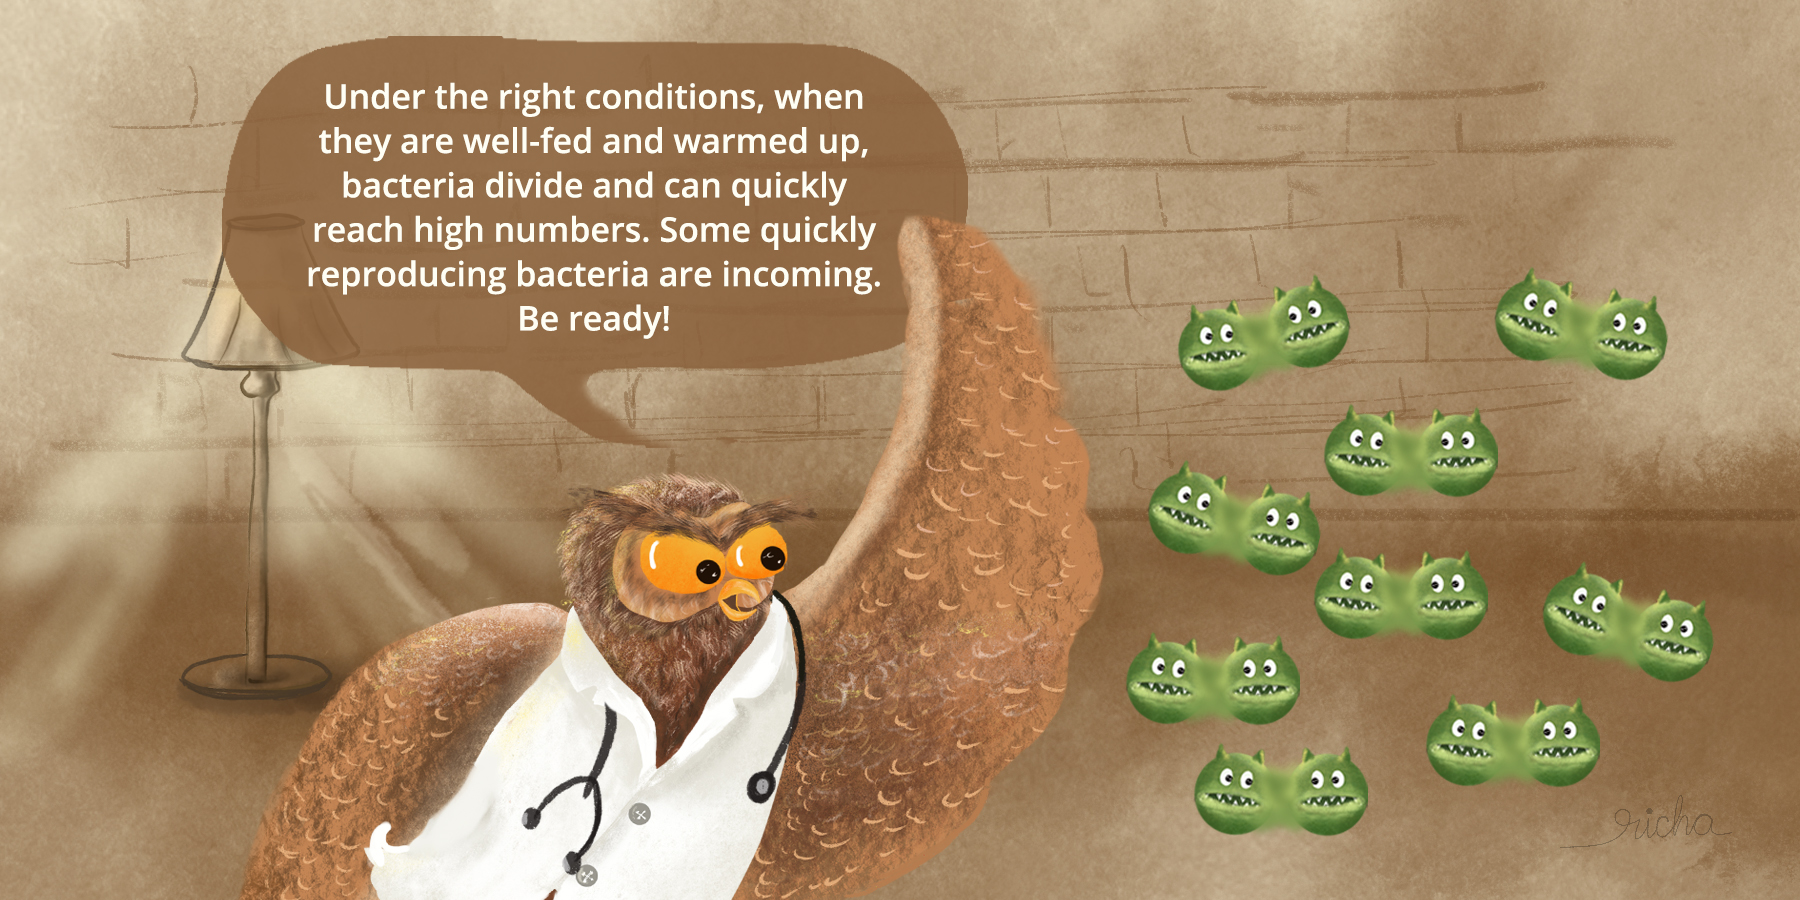 Under the right conditions, when
they are well-fed and warmed up,
bacteria divide and can quickly
reach high numbers. Some quickly
reproducing bacteria are incoming.
Be ready!
richa